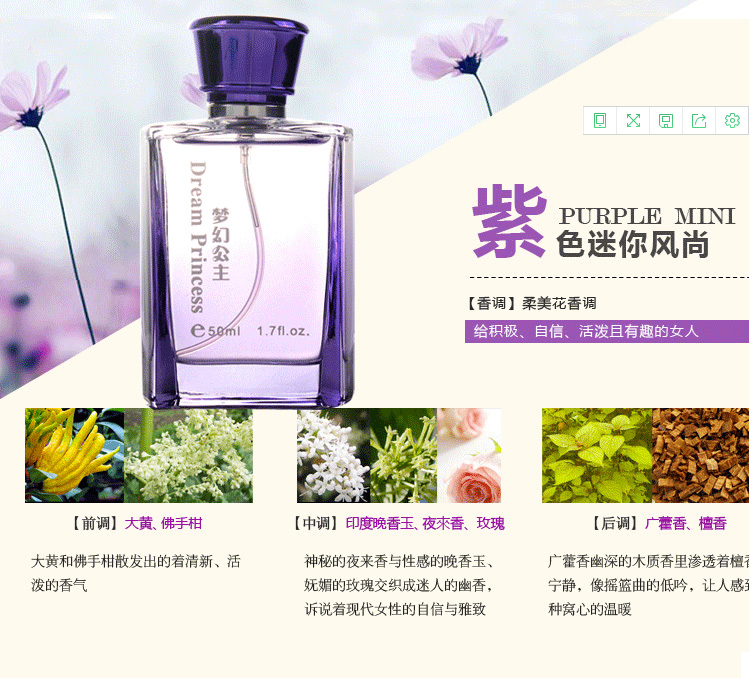 Dream Princess
梦幻公主
℮50ml 1.7fl.oz.
紫
PURPLE MINI
色迷你风尚
【香调】柔美花香调
给积极、自信、活泼且有趣的女人
【前调】大黄、佛手柑
大黄和佛手柑散发出的着清新、活
泼的香气
【中调】印度晚香玉、夜来香、玫瑰
神秘的夜来香与性感的晚香玉、
妩媚的玫瑰交织成迷人的幽香，
诉说着现代女性的自信与雅致
【后调】广藿香、檀香
广藿香幽深的木质香里渗透着檀香
宁静，像摇篮曲的低吟，让人感到
种窝心的温暖